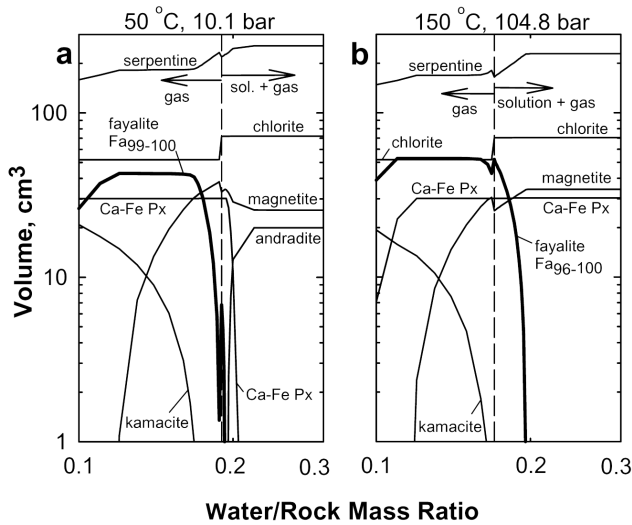 50 °C, 10.1 bar
150 °C, 104.8 bar
a
serpentine
gas
sol. + gas
100
chlorite
fayalite
Fa99-100
Ca-Fe Px
magnetite
andradite
10
Ca-Fe Px
kamacite
1
0.1
0.2
0.3
b
serpentine
gas
solution + gas
chlorite
chlorite
Ca-Fe Px
magnetite
Ca-Fe Px
fayalite
Fa96-100
kamacite
0.1
0.2
0.3
Volume, cm3
Water/Rock Mass Ratio